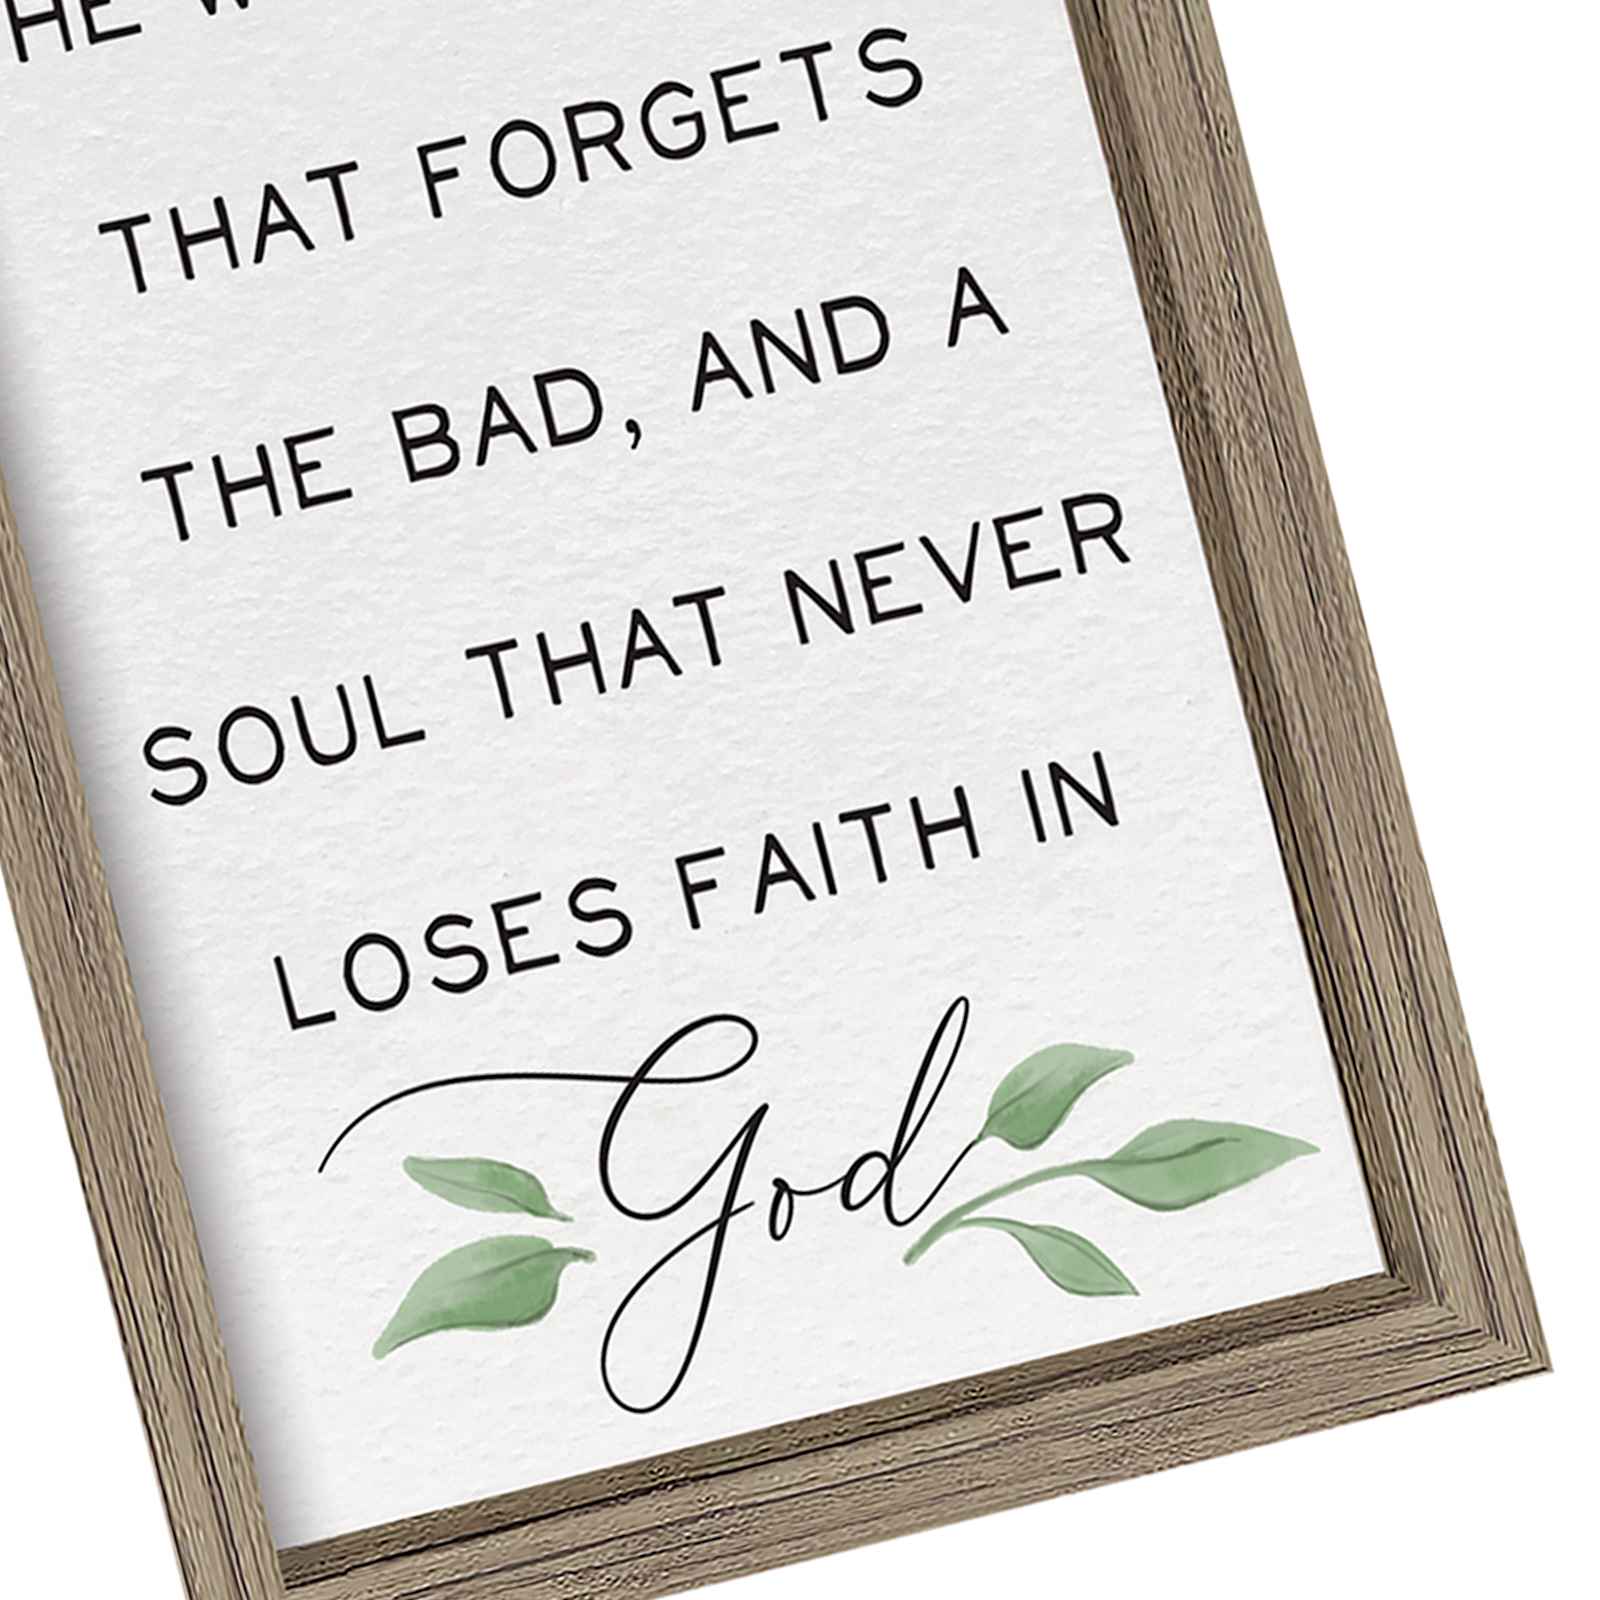 THAT FORGETS
THE BAD, AND A
SOUL THAT NEVER
LOSES FAITH IN
God